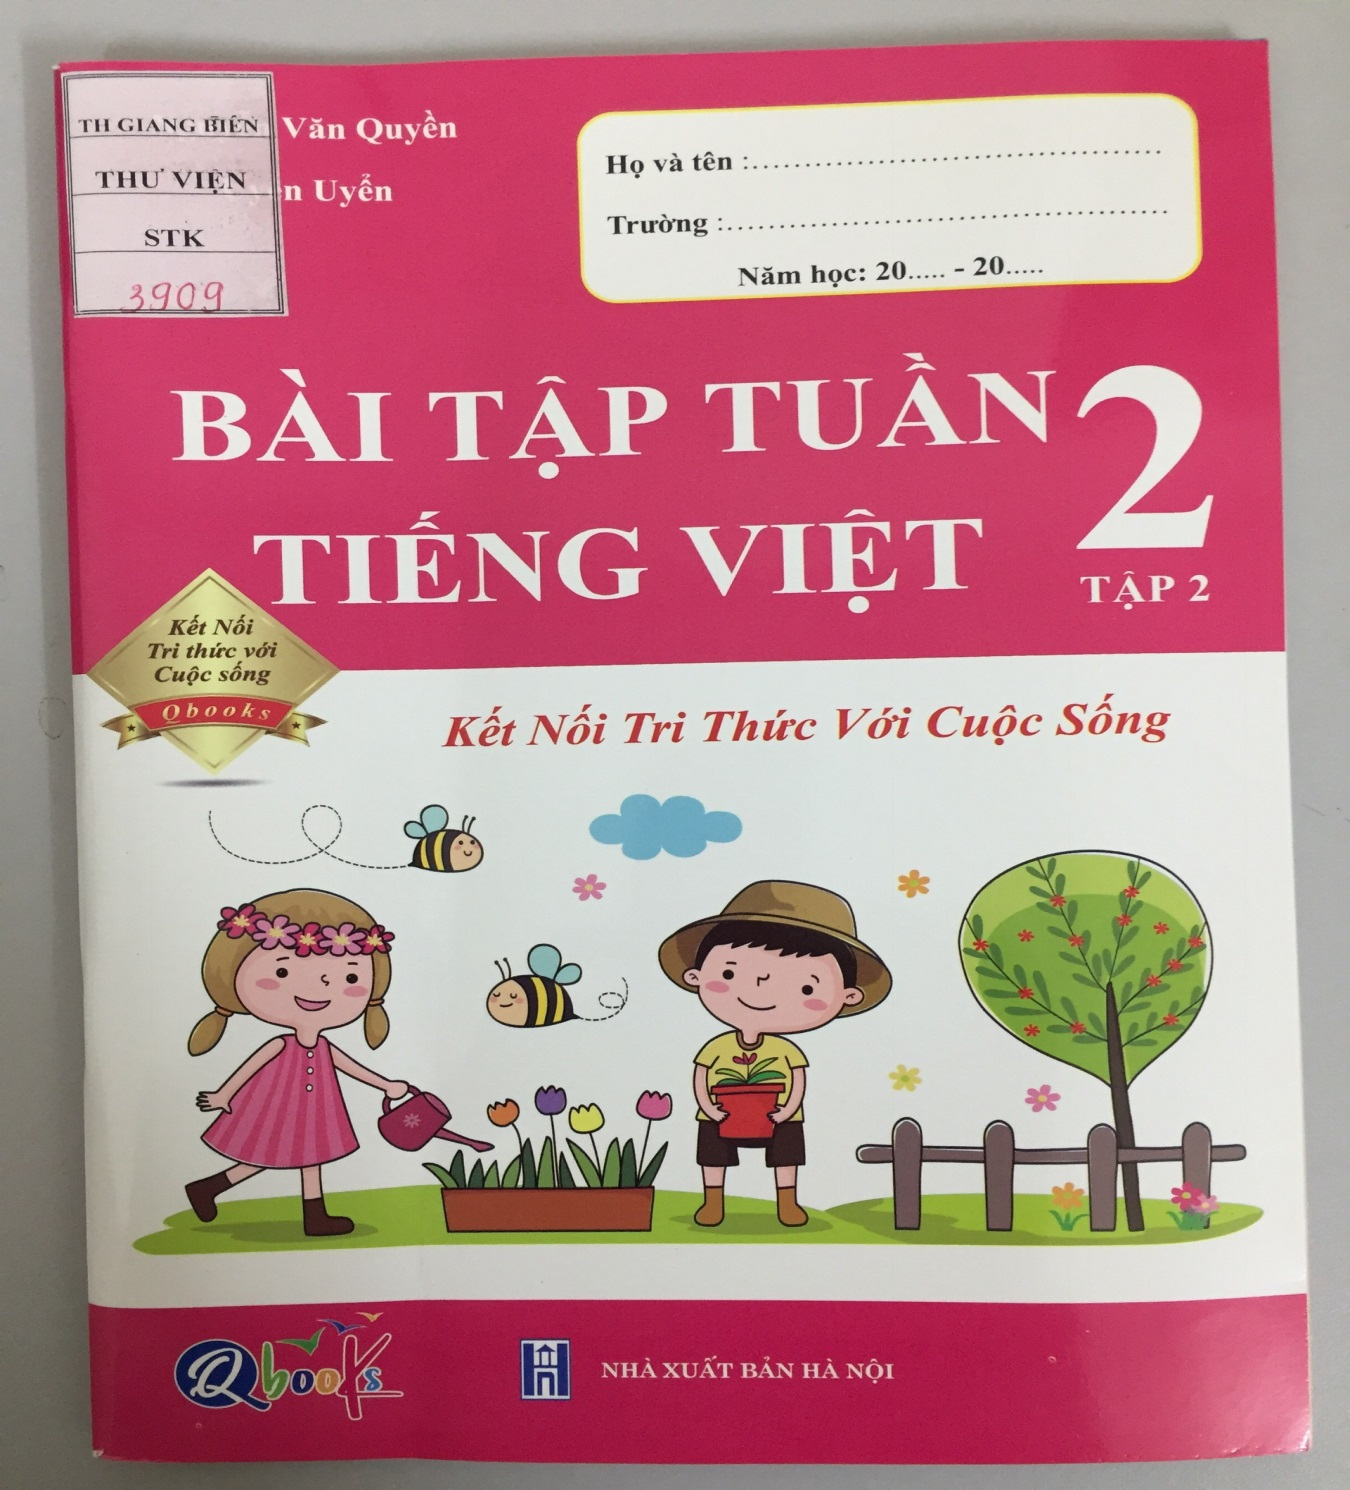 TH GIANG BIÊN
THƯ VIỆN
STK
3909
Văn Quyền
Uyển
Họ và tên :
Trường :
Năm học: 20..... - 20.....
BÀI TẬP TUẦN
TIẾNG VIỆT
2
TẬP 2
Kết Nối
Tri thức với
Cuộc sống
Qbooks
Kết Nối Tri Thức Với Cuộc Sống
Qbooks
NHÀ XUẤT BẢN HÀ NỘI